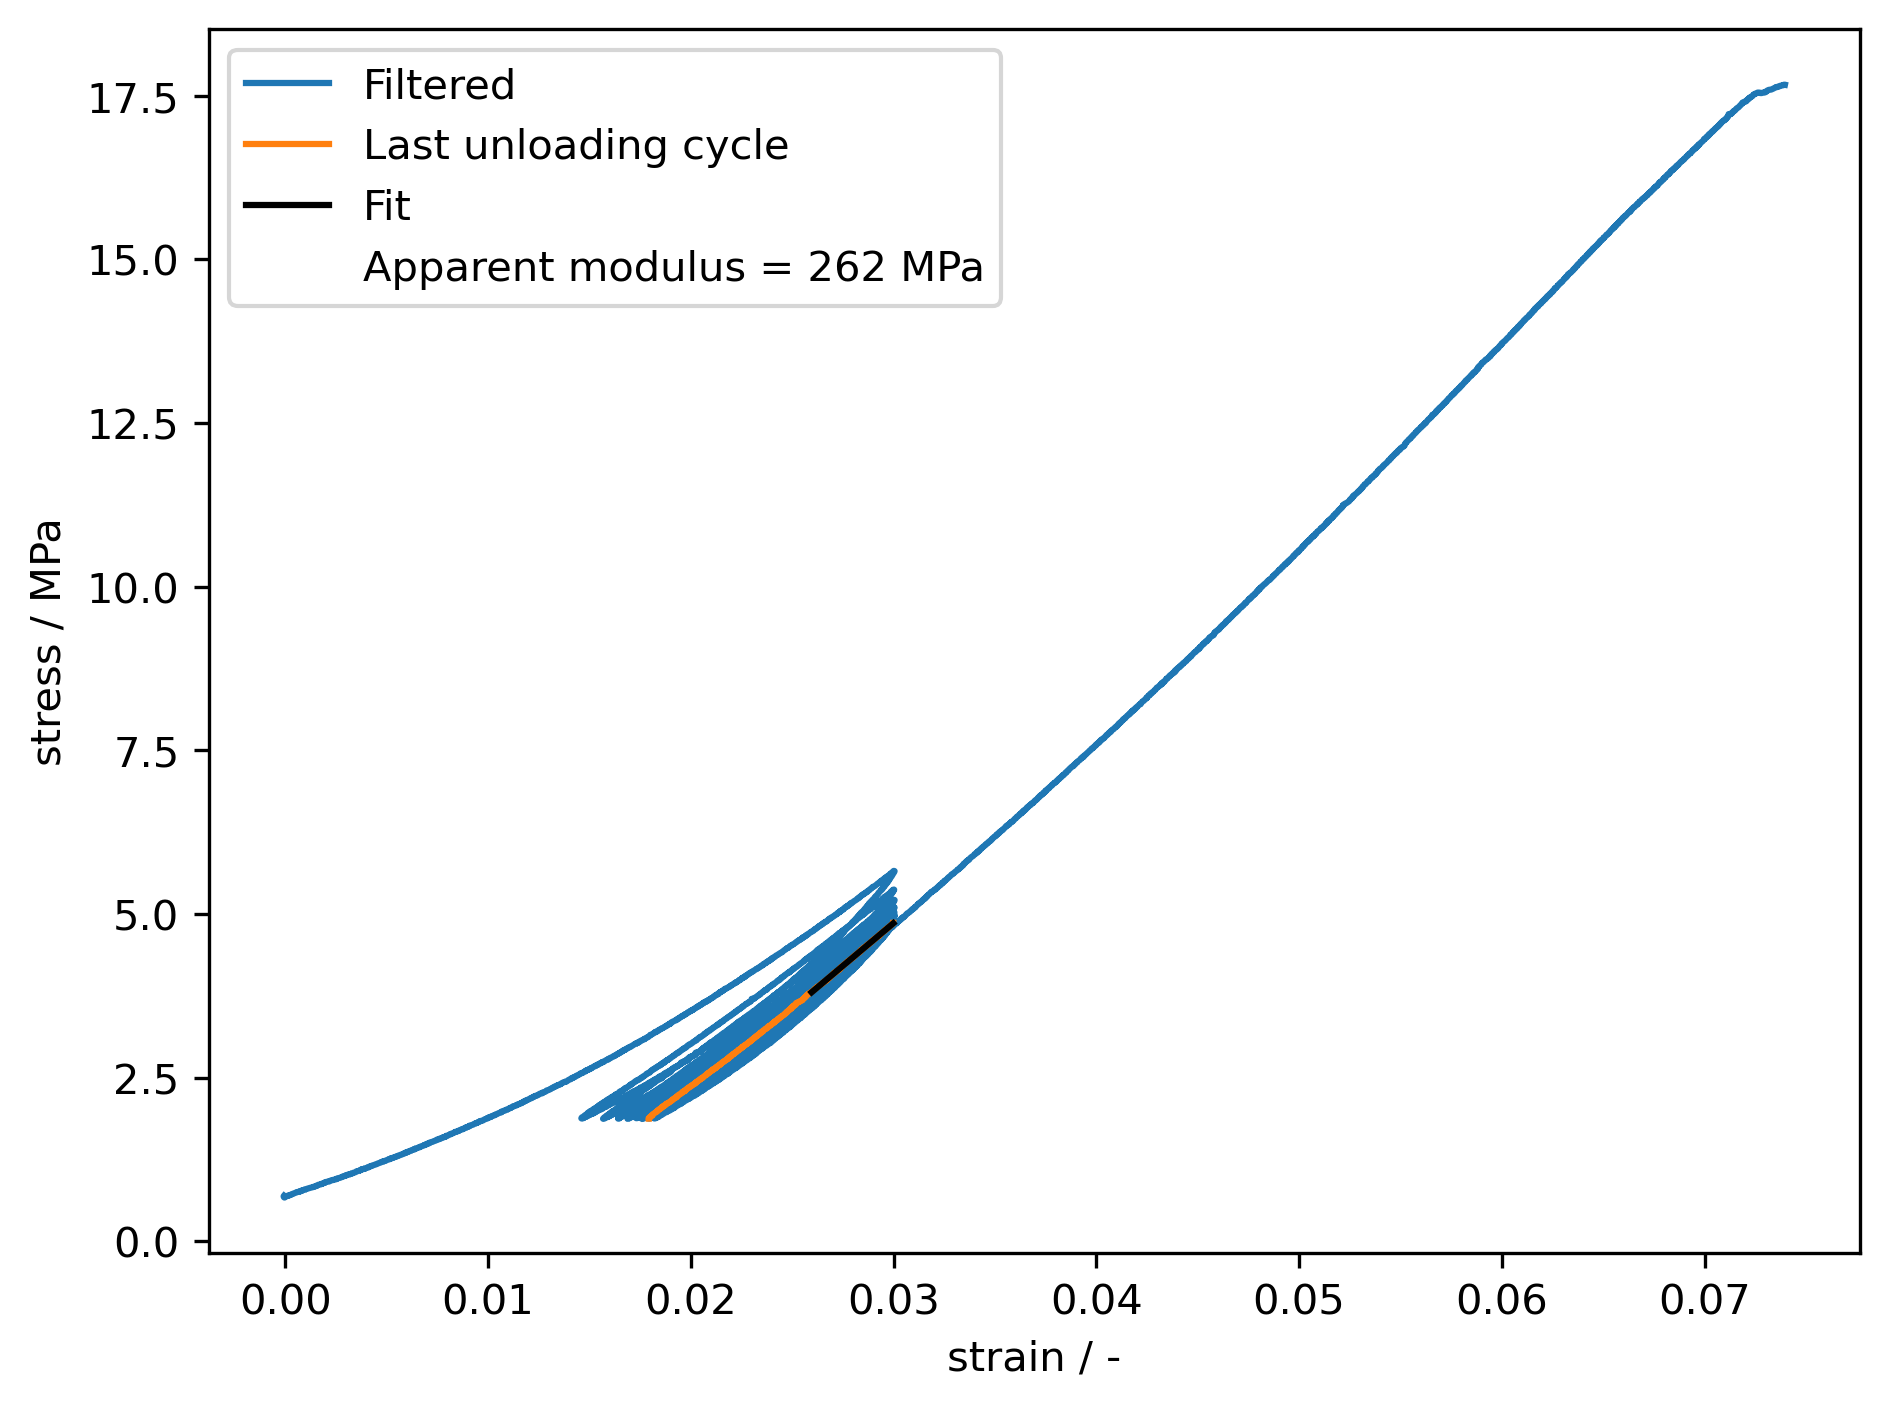 Filtered
Last unloading cycle
Fit
Apparent modulus = 262 MPa
17.5
15.0
12.5
10.0
7.5
5.0
2.5
0.0
stress / MPa
0.00 0.01 0.02 0.03 0.04 0.05 0.06 0.07
strain / -